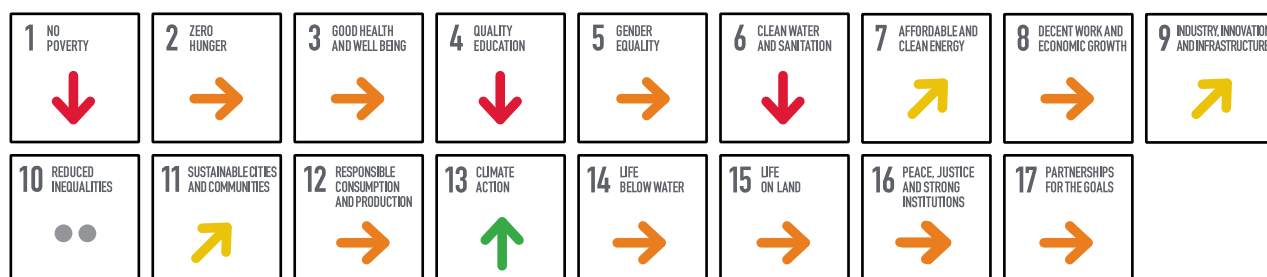 1 NO
POVERTY
2 ZERO
HUNGER
3 GOOD HEALTH
AND WELL BEING
4 QUALITY
EDUCATION
5 GENDER
EQUALITY
6 CLEAN WATER
AND SANITATION
7 AFFORDABLE AND
CLEAN ENERGY
8 DECENT WORK AND
ECONOMIC GROWTH
9 INDUSTRY, INNOVATION
AND INFRASTRUCTURE
10 REDUCED
INEQUALITIES
11 SUSTAINABLE CITIES
AND COMMUNITIES
12 RESPONSIBLE
CONSUMPTION
AND PRODUCTION
13 CLIMATE
ACTION
14 LIFE
BELOW WATER
15 LIFE
ON LAND
16 PEACE, JUSTICE
AND STRONG
INSTITUTIONS
17 PARTNERSHIPS
FOR THE GOALS